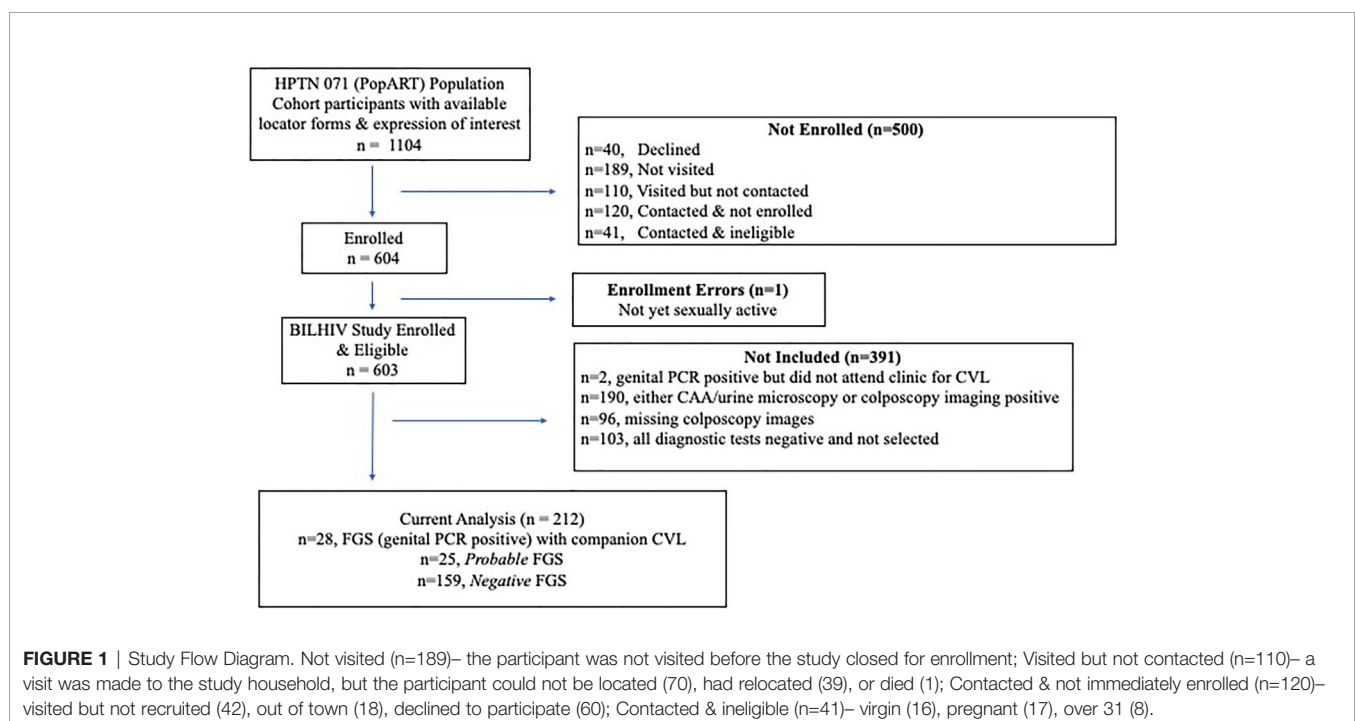 HPTN 071 (PopART) Population
Cohort participants with available
locator forms & expression of interest
n = 1104
Not Enrolled (n=500)
n=40, Declined
n=189, Not visited
n=110, Visited but not contacted
n=120, Contacted & not enrolled
n=41, Contacted & ineligible
Enrolled
n = 604
Enrollment Errors (n=1)
Not yet sexually active
BILHIV Study Enrolled
& Eligible
n = 603
Not Included (n=391)
n=2, genital PCR positive but did not attend clinic for CVL
n=190, either CAA/urine microscopy or colposcopy imaging positive
n=96, missing colposcopy images
n=103, all diagnostic tests negative and not selected
Current Analysis (n = 212)
n=28, FGS (genital PCR positive) with companion CVL
n=25, Probable FGS
n=159, Negative FGS
FIGURE 1 | Study Flow Diagram. Not visited (n=189)– the participant was not visited before the study closed for enrollment; Visited but not contacted (n=110)– a
visit was made to the study household, but the participant could not be located (70), had relocated (39), or died (1); Contacted & not immediately enrolled (n=120)–
visited but not recruited (42), out of town (18), declined to participate (60); Contacted & ineligible (n=41)– virgin (16), pregnant (17), over 31 (8).